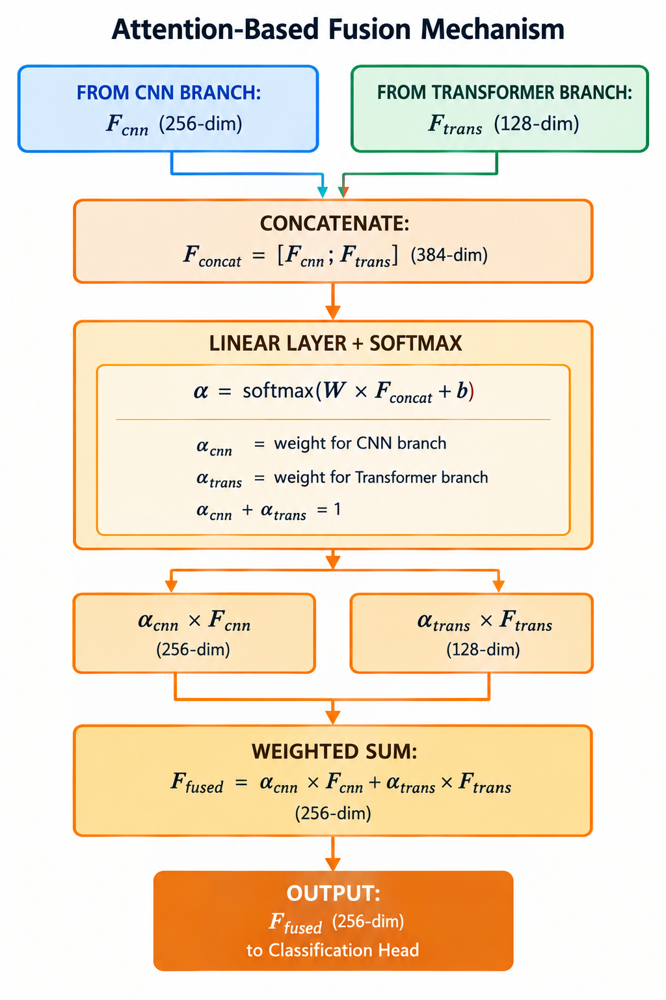 Attention-Based Fusion Mechanism
FROM CNN BRANCH:
F_cnn (256-dim)
FROM TRANSFORMER BRANCH:
F_trans (128-dim)
CONCATENATE:
F_concat = [F_cnn ; F_trans] (384-dim)
LINEAR LAYER + SOFTMAX
α = softmax(W × F_concat + b)
α_cnn = weight for CNN branch
α_trans = weight for Transformer branch
α_cnn + α_trans = 1
α_cnn × F_cnn
(256-dim)
α_trans × F_trans
(128-dim)
WEIGHTED SUM:
F_fused = α_cnn × F_cnn + α_trans × F_trans
(256-dim)
OUTPUT:
F_fused (256-dim)
to Classification Head